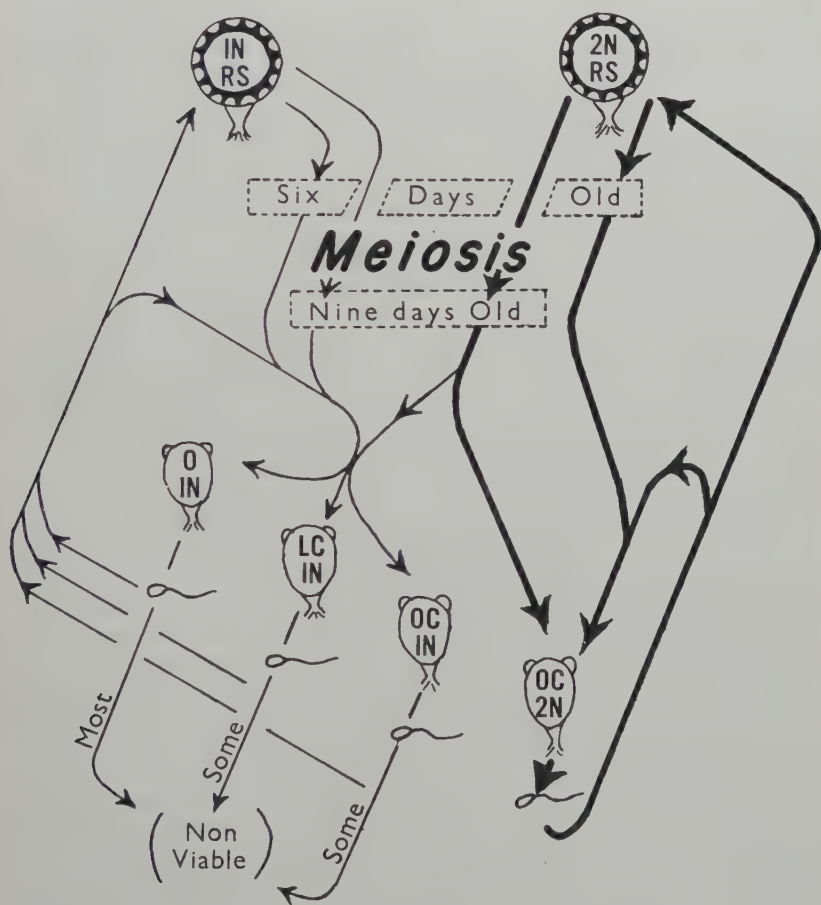 IN
RS
2N
RS
Six
Days
Old
Meiosis
Nine days Old
O
IN
LC
IN
OC
IN
OC
2N
Most
Some
Some
(Non
Viable)